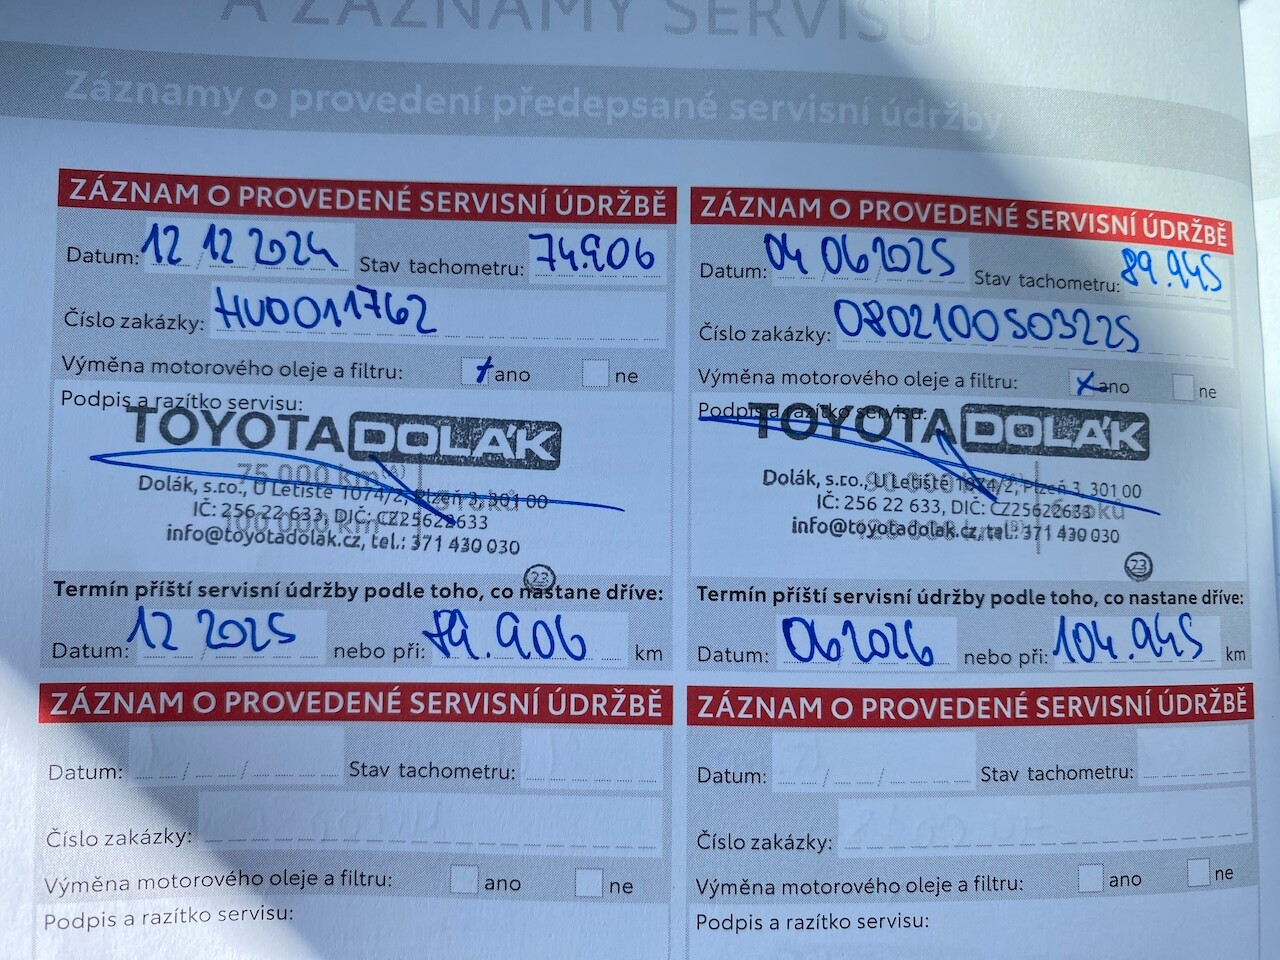 A ZÁZNAMY SERVISU
Záznamy o provedení předepsané servisní údržby
ZÁZNAM O PROVEDENÉ SERVISNÍ ÚDRŽBĚ
Datum: 12 / 12 / 2024 Stav tachometru: 74.906
Číslo zakázky: HU0011762
Výměna motorového oleje a filtru: x ano ne
Podpis a razítko servisu:
TOYOTA DOLÁK
75 000 km
Dolák, s.r.o., U Letiště 1074/2, Plzeň 3, 301 00
IČ: 256 22 633, DIČ: CZ25622633
100 000 km
info@toyotadolak.cz, tel.: 371 430 030
23
Termín příští servisní údržby podle toho, co nastane dříve:
Datum: 12 / 2025 nebo při: 89.906 km
ZÁZNAM O PROVEDENÉ SERVISNÍ ÚDRŽBĚ
Datum: 04 / 06 / 2025 Stav tachometru: 89.945
Číslo zakázky: 0802100503225
Výměna motorového oleje a filtru: x ano ne
Podpis a razítko servisu:
TOYOTA DOLÁK
Dolák, s.r.o., U Letiště 1074/2, Plzeň 3, 301 00
IČ: 256 22 633, DIČ: CZ25622633
info@toyotadolak.cz, tel.: 371 430 030
23
Termín příští servisní údržby podle toho, co nastane dříve:
Datum: 06 2026 nebo při: 104.945 km
ZÁZNAM O PROVEDENÉ SERVISNÍ ÚDRŽBĚ
Datum: / / Stav tachometru:
Číslo zakázky:
Výměna motorového oleje a filtru: ano ne
Podpis a razítko servisu:
ZÁZNAM O PROVEDENÉ SERVISNÍ ÚDRŽBĚ
Datum: / / Stav tachometru:
Číslo zakázky:
Výměna motorového oleje a filtru: ano ne
Podpis a razítko servisu: